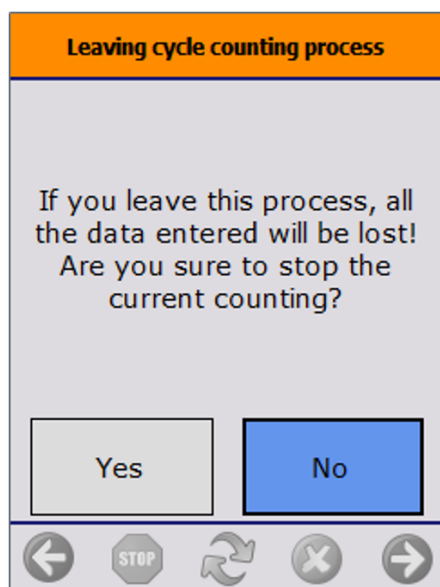 Leaving cycle counting process
If you leave this process, all
the data entered will be lost!
Are you sure to stop the
current counting?
Yes
No
STOP